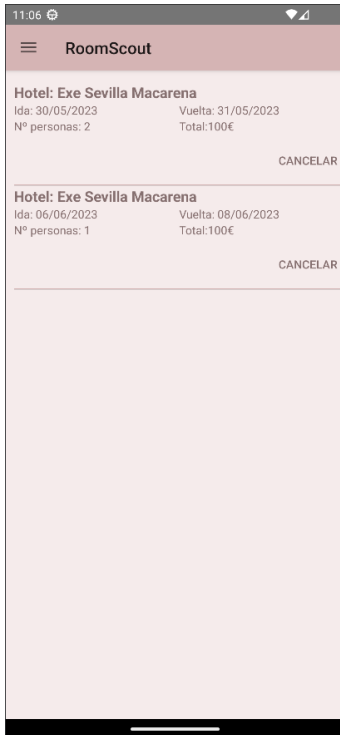 11:06
RoomScout
Hotel: Exe Sevilla Macarena
Ida: 30/05/2023 Vuelta: 31/05/2023
Nº personas: 2 Total:100€
CANCELAR
Hotel: Exe Sevilla Macarena
Ida: 06/06/2023 Vuelta: 08/06/2023
Nº personas: 1 Total:100€
CANCELAR